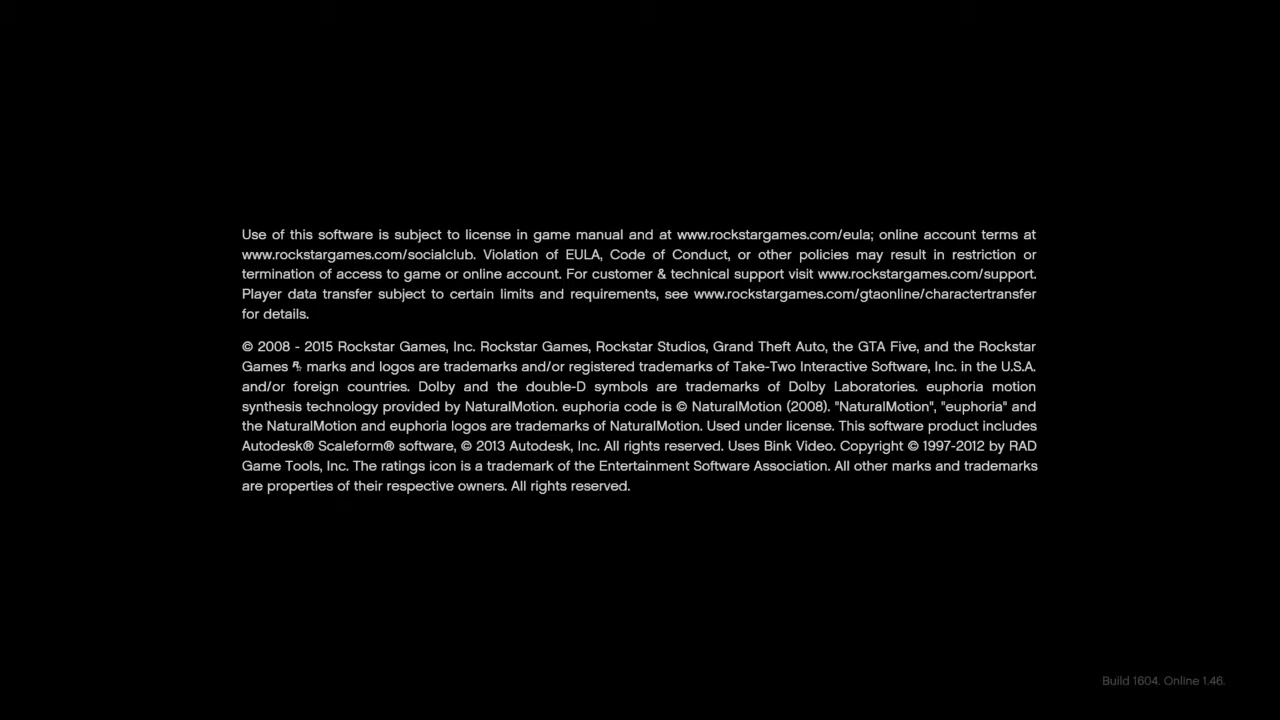 Use of this software is subject to license in game manual and at www.rockstargames.com/eula; online account terms at
www.rockstargames.com/socialclub. Violation of EULA, Code of Conduct, or other policies may result in restriction or
termination of access to game or online account. For customer & technical support visit www.rockstargames.com/support.
Player data transfer subject to certain limits and requirements, see www.rockstargames.com/gtaonline/charactertransfer
for details.
© 2008 - 2015 Rockstar Games, Inc. Rockstar Games, Rockstar Studios, Grand Theft Auto, the GTA Five, and the Rockstar
Games R* marks and logos are trademarks and/or registered trademarks of Take-Two Interactive Software, Inc. in the U.S.A.
and/or foreign countries. Dolby and the double-D symbols are trademarks of Dolby Laboratories. euphoria motion
synthesis technology provided by NaturalMotion. euphoria code is © NaturalMotion (2008). "NaturalMotion", "euphoria" and
the NaturalMotion and euphoria logos are trademarks of NaturalMotion. Used under license. This software product includes
Autodesk® Scaleform® software, © 2013 Autodesk, Inc. All rights reserved. Uses Bink Video. Copyright © 1997-2012 by RAD
Game Tools, Inc. The ratings icon is a trademark of the Entertainment Software Association. All other marks and trademarks
are properties of their respective owners. All rights reserved.
Build 1604. Online 1.46.